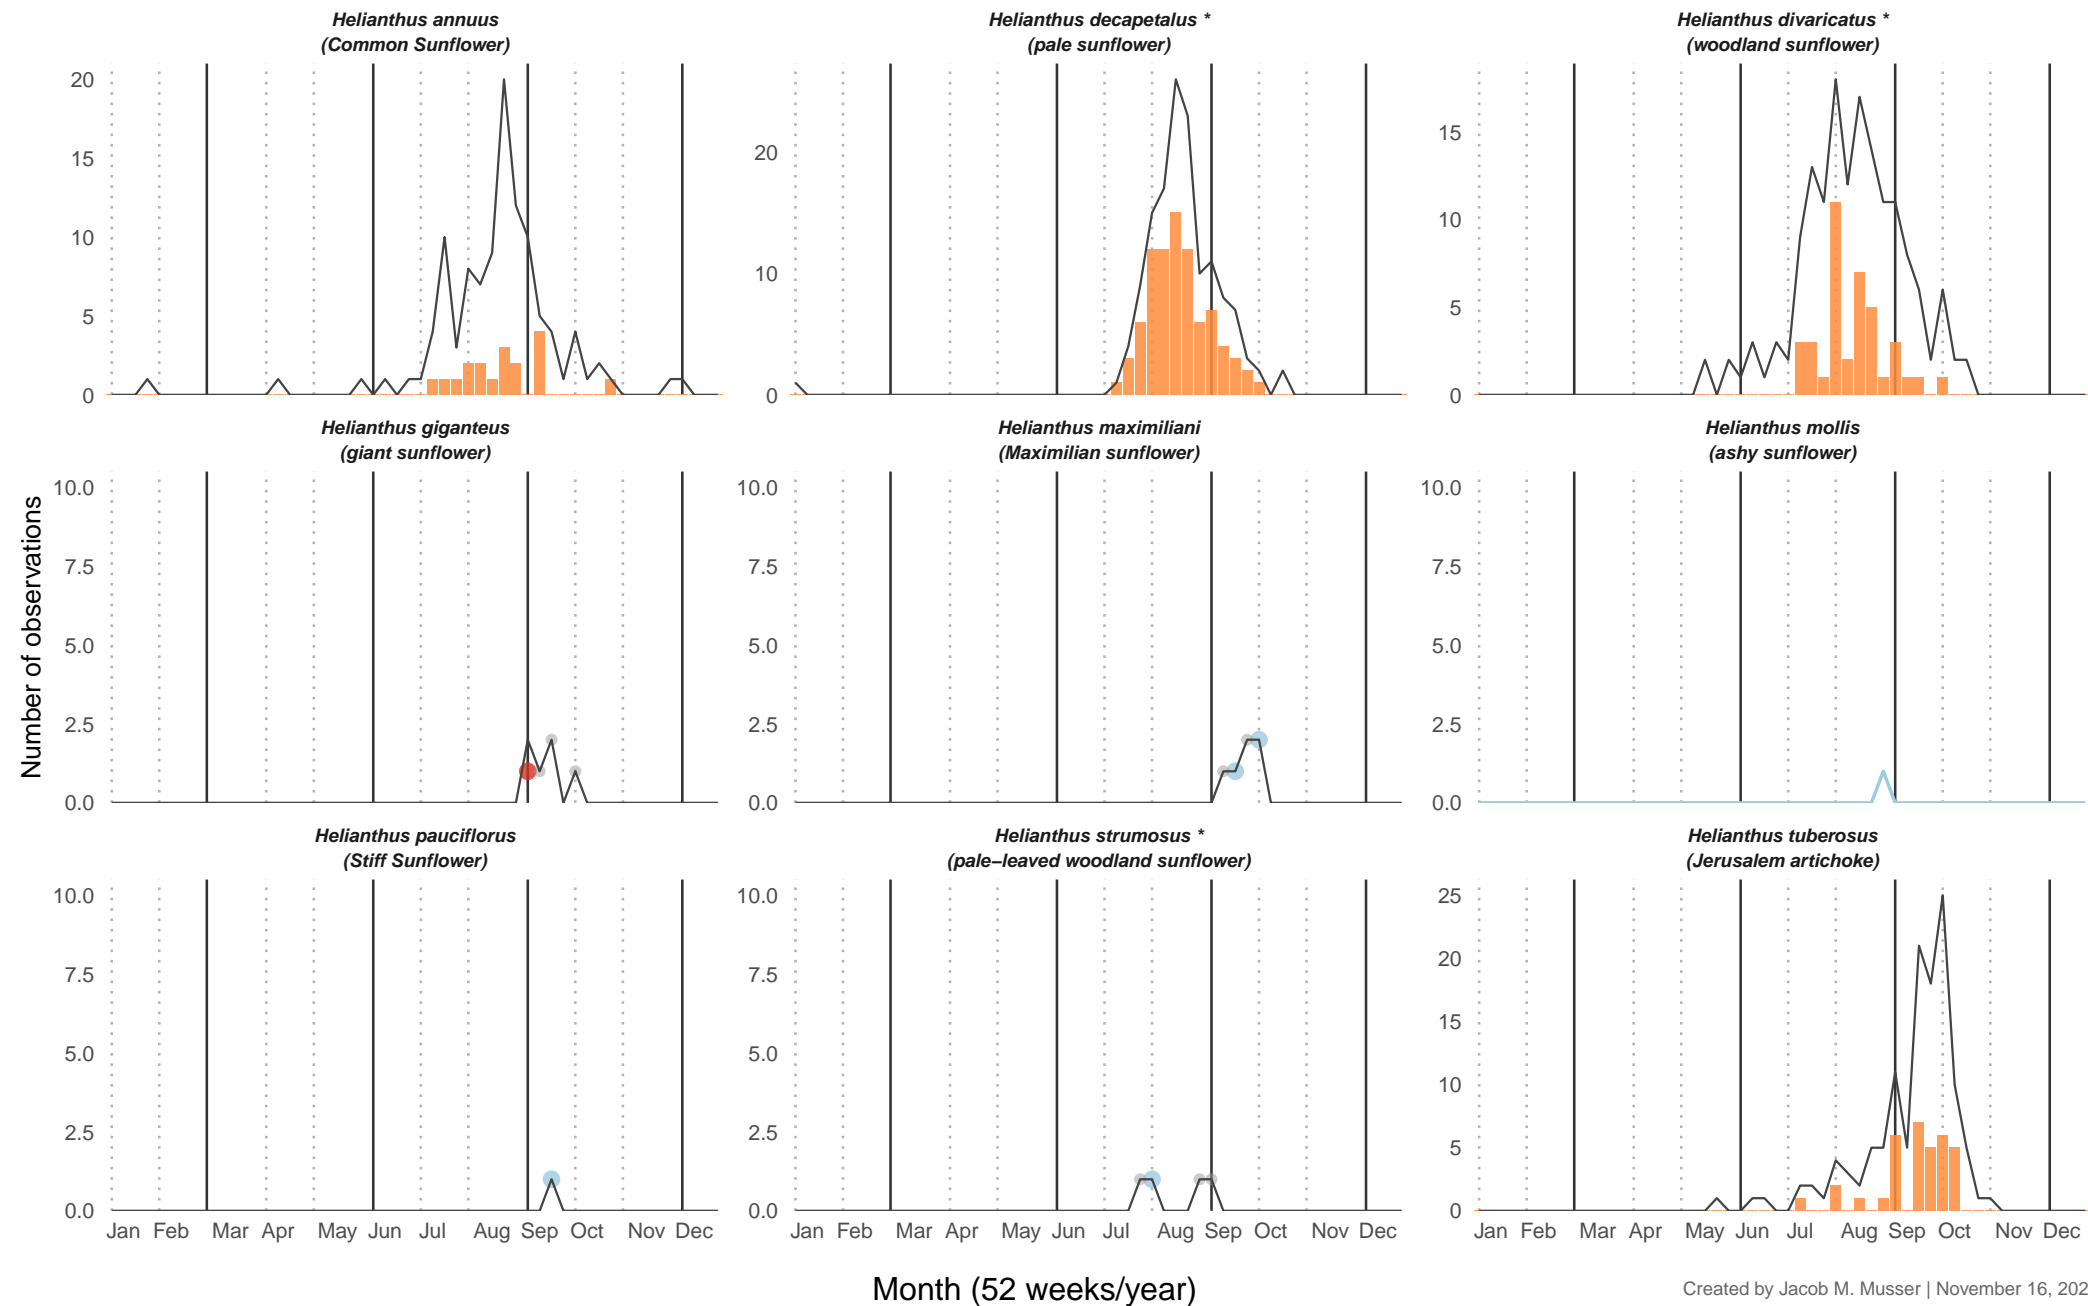 Helianthus annuus
(Common Sunflower)
Helianthus decapetalus *
(pale sunflower)
Helianthus divaricatus *
(woodland sunflower)
20
15
10
5
0
20
10
0
15
10
5
0
Helianthus giganteus
(giant sunflower)
Helianthus maximiliani
(Maximilian sunflower)
Helianthus mollis
(ashy sunflower)
Number of observations
10.0
7.5
5.0
2.5
0.0
10.0
7.5
5.0
2.5
0.0
10.0
7.5
5.0
2.5
0.0
Helianthus pauciflorus
(Stiff Sunflower)
Helianthus strumosus *
(pale−leaved woodland sunflower)
Helianthus tuberosus
(Jerusalem artichoke)
10.0
7.5
5.0
2.5
0.0
10.0
7.5
5.0
2.5
0.0
25
20
15
10
5
0
Jan Feb Mar Apr May Jun Jul Aug Sep Oct Nov Dec
Jan Feb Mar Apr May Jun Jul Aug Sep Oct Nov Dec
Jan Feb Mar Apr May Jun Jul Aug Sep Oct Nov Dec
Month (52 weeks/year)
Created by Jacob M. Musser | November 16, 202